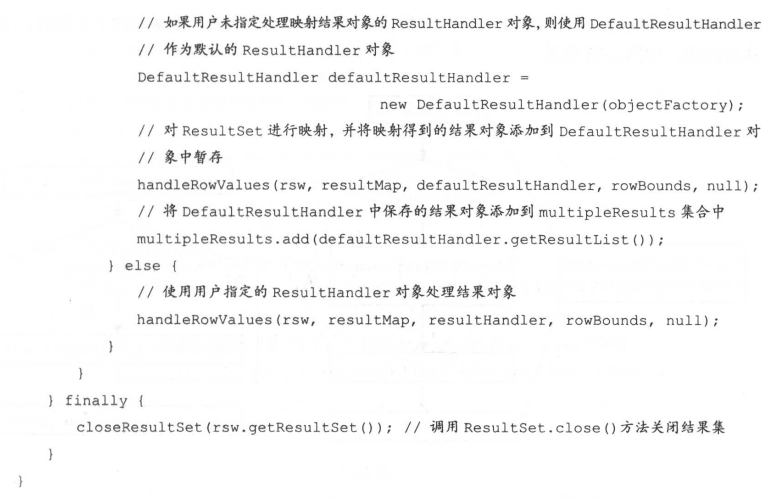 // 如果用户未指定处理映射结果对象的 ResultHandler 对象,则使用 DefaultResultHandler
// 作为默认的 ResultHandler 对象
DefaultResultHandler defaultResultHandler =
new DefaultResultHandler(objectFactory);
// 对 ResultSet 进行映射,并将映射得到的结果对象添加到 DefaultResultHandler 对
// 象中暂存
handleRowValues(rsw, resultMap, defaultResultHandler, rowBounds, null);
// 将 DefaultResultHandler 中保存的结果对象添加到 multipleResults 集合中
multipleResults.add(defaultResultHandler.getResultList());
} else {
// 使用用户指定的 ResultHandler 对象处理结果对象
handleRowValues(rsw, resultMap, resultHandler, rowBounds, null);
}
}
} finally {
closeResultSet(rsw.getResultSet()); // 调用 ResultSet.close()方法关闭结果集
}
}